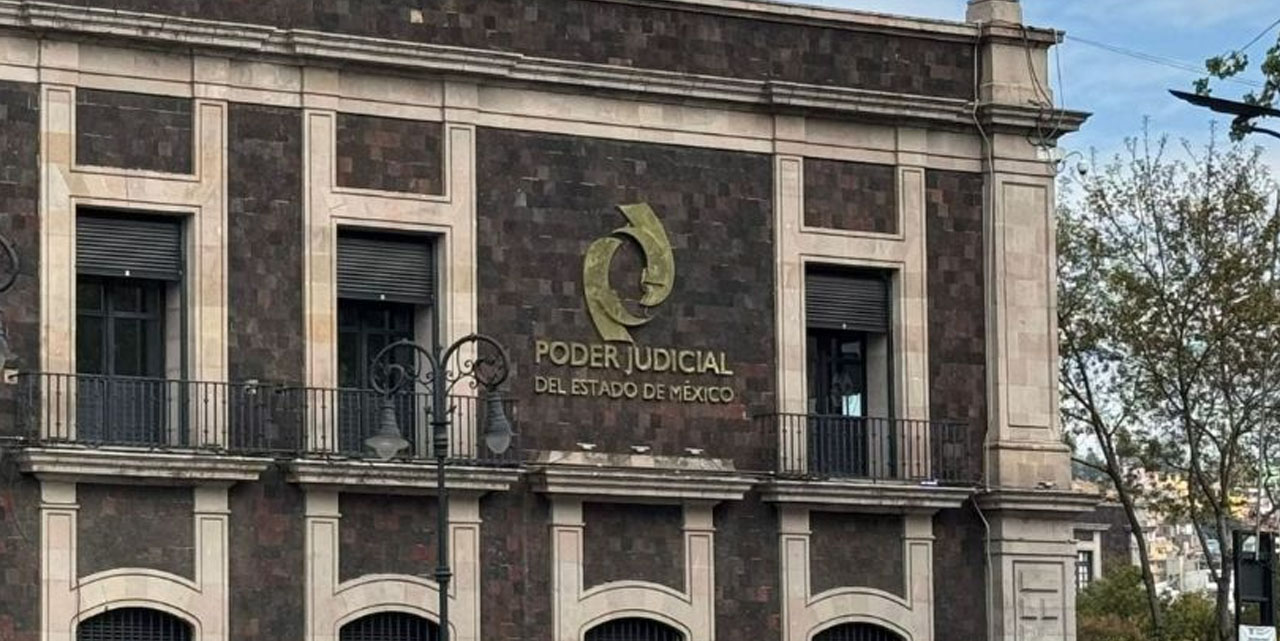 PODER JUDICIAL
DEL ESTADO DE MÉXICO